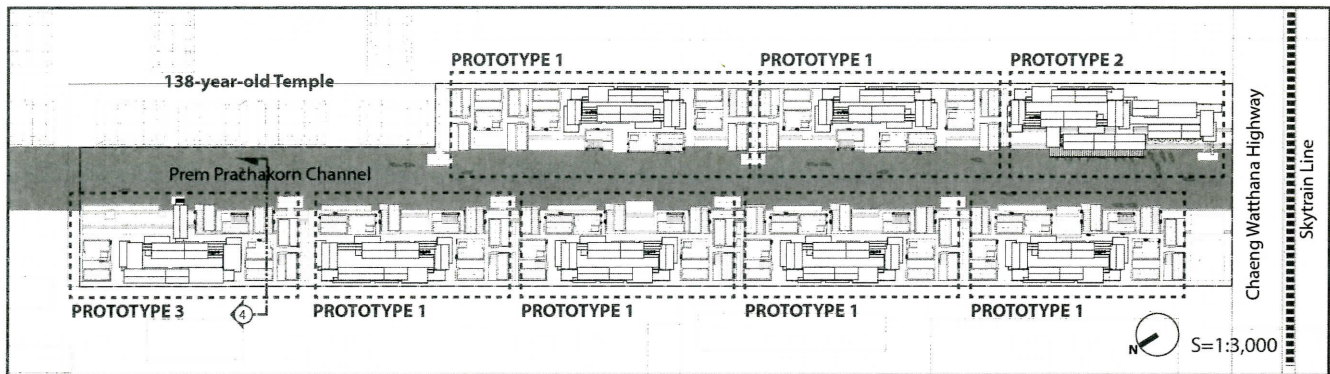 PROTOTYPE 1
PROTOTYPE 1
PROTOTYPE 2
138-year-old Temple
Prem Prachakorn Channel
PROTOTYPE 3
4
PROTOTYPE 1
PROTOTYPE 1
PROTOTYPE 1
PROTOTYPE 1
Chaeng Watthana Highway
Skytrain Line
N
S=1:3,000